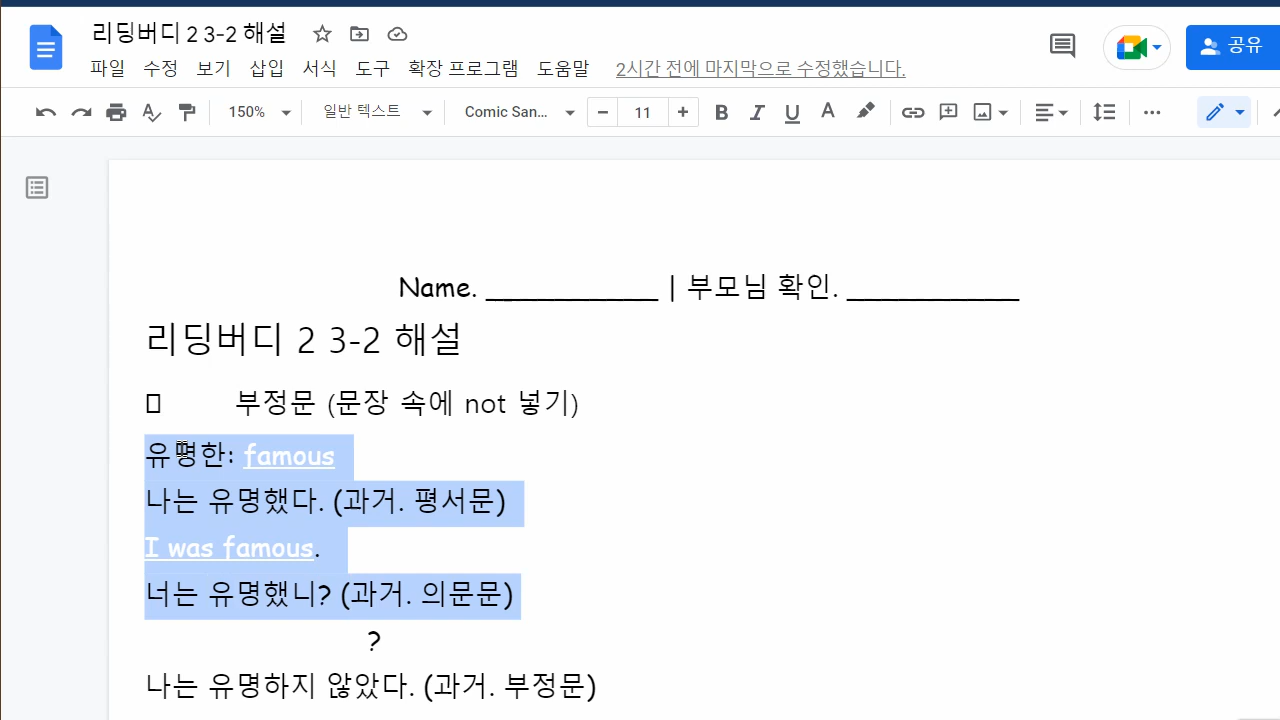 리딩버디 2 3-2 해설
파일 수정 보기 삽입 서식 도구 확장 프로그램 도움말 2시간 전에 마지막으로 수정했습니다.
공유
150% 일반 텍스트 Comic San... 11 B I U A
Name. ____________ | 부모님 확인. ____________
리딩버디 2 3-2 해설
부정문 (문장 속에 not 넣기)
유명한: famous
나는 유명했다. (과거. 평서문)
I was famous.
너는 유명했니? (과거. 의문문)
?
나는 유명하지 않았다. (과거. 부정문)